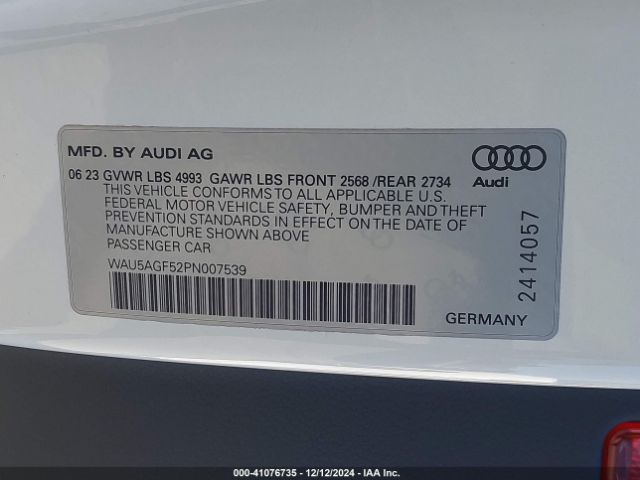 MFD. BY AUDI AG
06 23 GVWR LBS 4993 GAWR LBS FRONT 2568 /REAR 2734
THIS VEHICLE CONFORMS TO ALL APPLICABLE U.S.
FEDERAL MOTOR VEHICLE SAFETY, BUMPER AND THEFT
PREVENTION STANDARDS IN EFFECT ON THE DATE OF
MANUFACTURE SHOWN ABOVE
PASSENGER CAR
WAU5AGF52PN007539
Audi
2414057
GERMANY
000-41076735 - 12/12/2024 - IAA Inc.